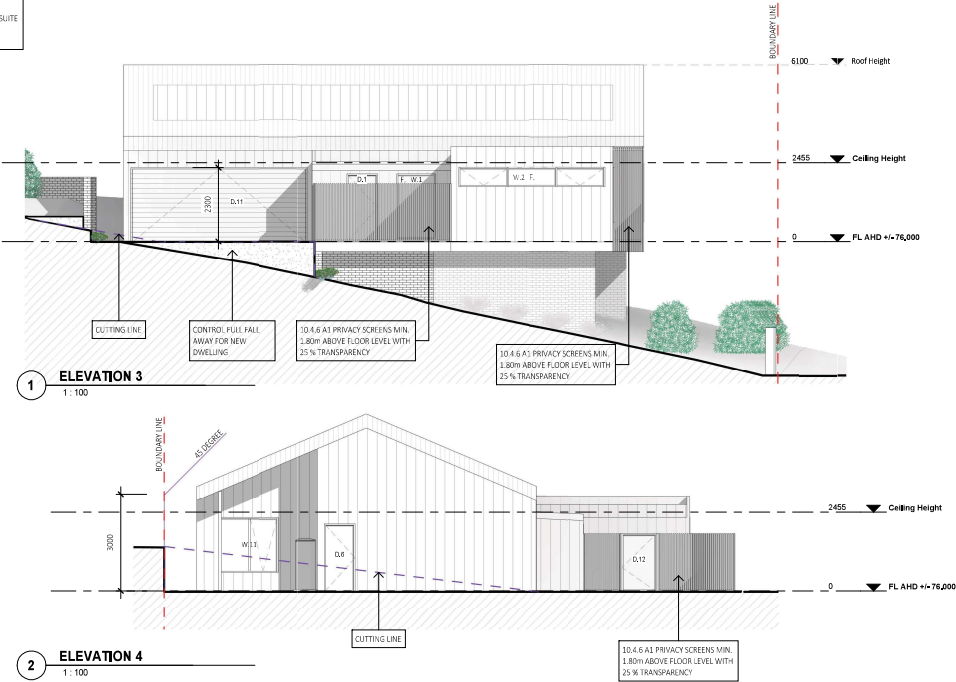 SUITE
BOUNDARY LINE
6100 Roof Height
2455 Ceiling Height
D.1
F. W.1
W.2 F.
2300
D.11
0 FL AHD +/- 76,000
CUTTING LINE
CONTROL FULL FALL
AWAY FOR NEW
DWELLING
10.4.6 A1 PRIVACY SCREENS MIN.
1.80m ABOVE FLOOR LEVEL WITH
25 % TRANSPARENCY
10.4.6 A1 PRIVACY SCREENS MIN.
1.80m ABOVE FLOOR LEVEL WITH
25 % TRANSPARENCY
1 ELEVATION 3
1 : 100
BOUNDARY LINE
45 DEGREE
2455 Ceiling Height
3000
W.11
D.6
D.12
0 FL AHD +/- 76,000
CUTTING LINE
10.4.6 A1 PRIVACY SCREENS MIN.
1.80m ABOVE FLOOR LEVEL WITH
25 % TRANSPARENCY
2 ELEVATION 4
1 : 100